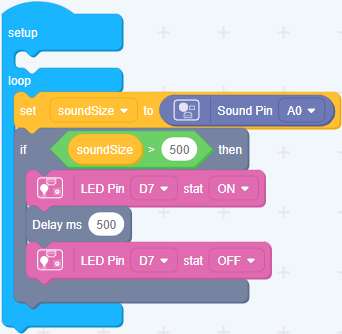 setup
loop
set soundSize to Sound Pin A0
if soundSize > 500 then
LED Pin D7 stat ON
Delay ms 500
LED Pin D7 stat OFF